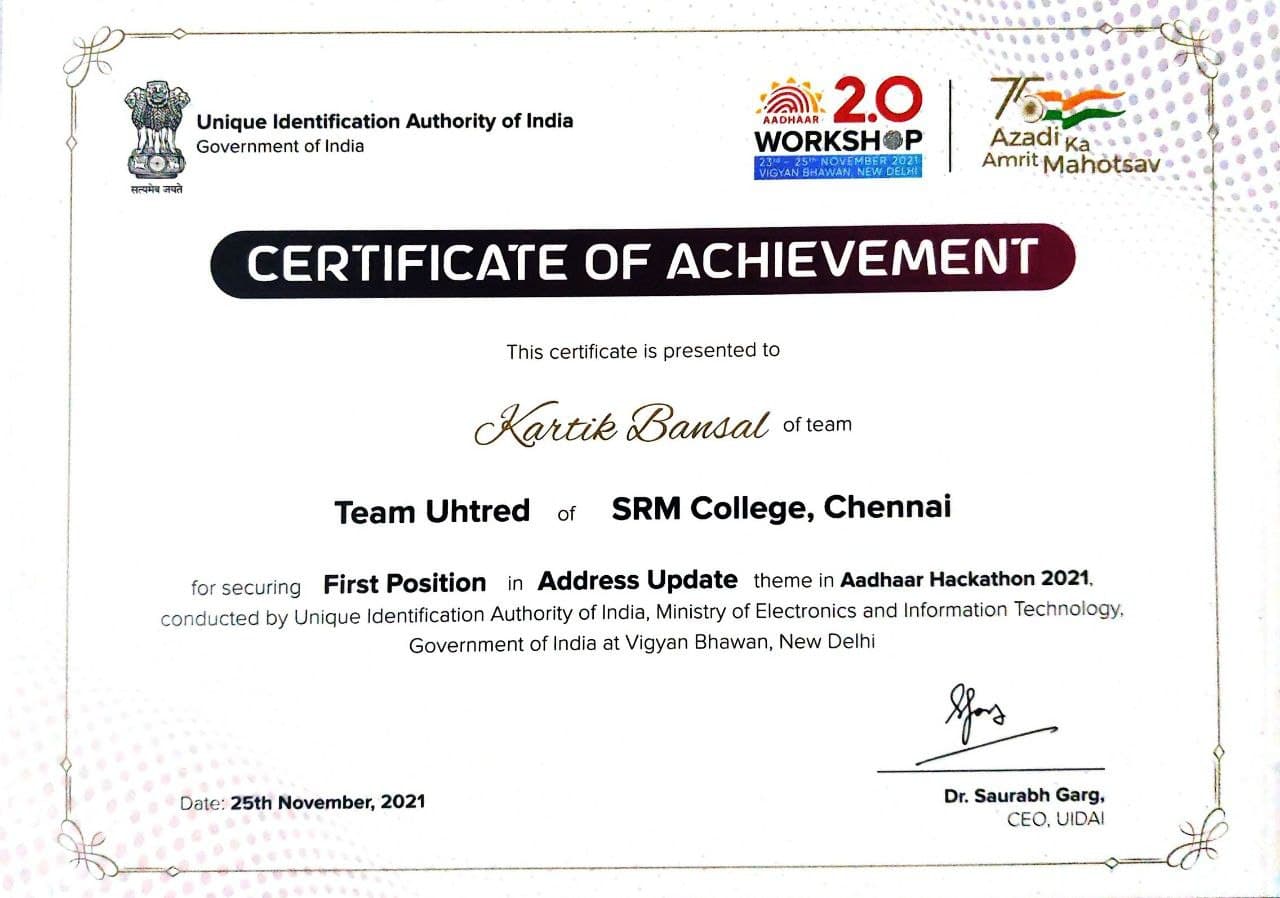 Unique Identification Authority of India
Government of India
सत्यमेव जयते
AADHAAR 2.0
WORKSHOP
23rd - 25th NOVEMBER 2021
VIGYAN BHAWAN, NEW DELHI
75
Azadi Ka
Amrit Mahotsav
CERTIFICATE OF ACHIEVEMENT
This certificate is presented to
Kartik Bansal of team
Team Uhtred of SRM College, Chennai
for securing First Position in Address Update theme in Aadhaar Hackathon 2021,
conducted by Unique Identification Authority of India, Ministry of Electronics and Information Technology,
Government of India at Vigyan Bhawan, New Delhi
Date: 25th November, 2021
Dr. Saurabh Garg,
CEO, UIDAI